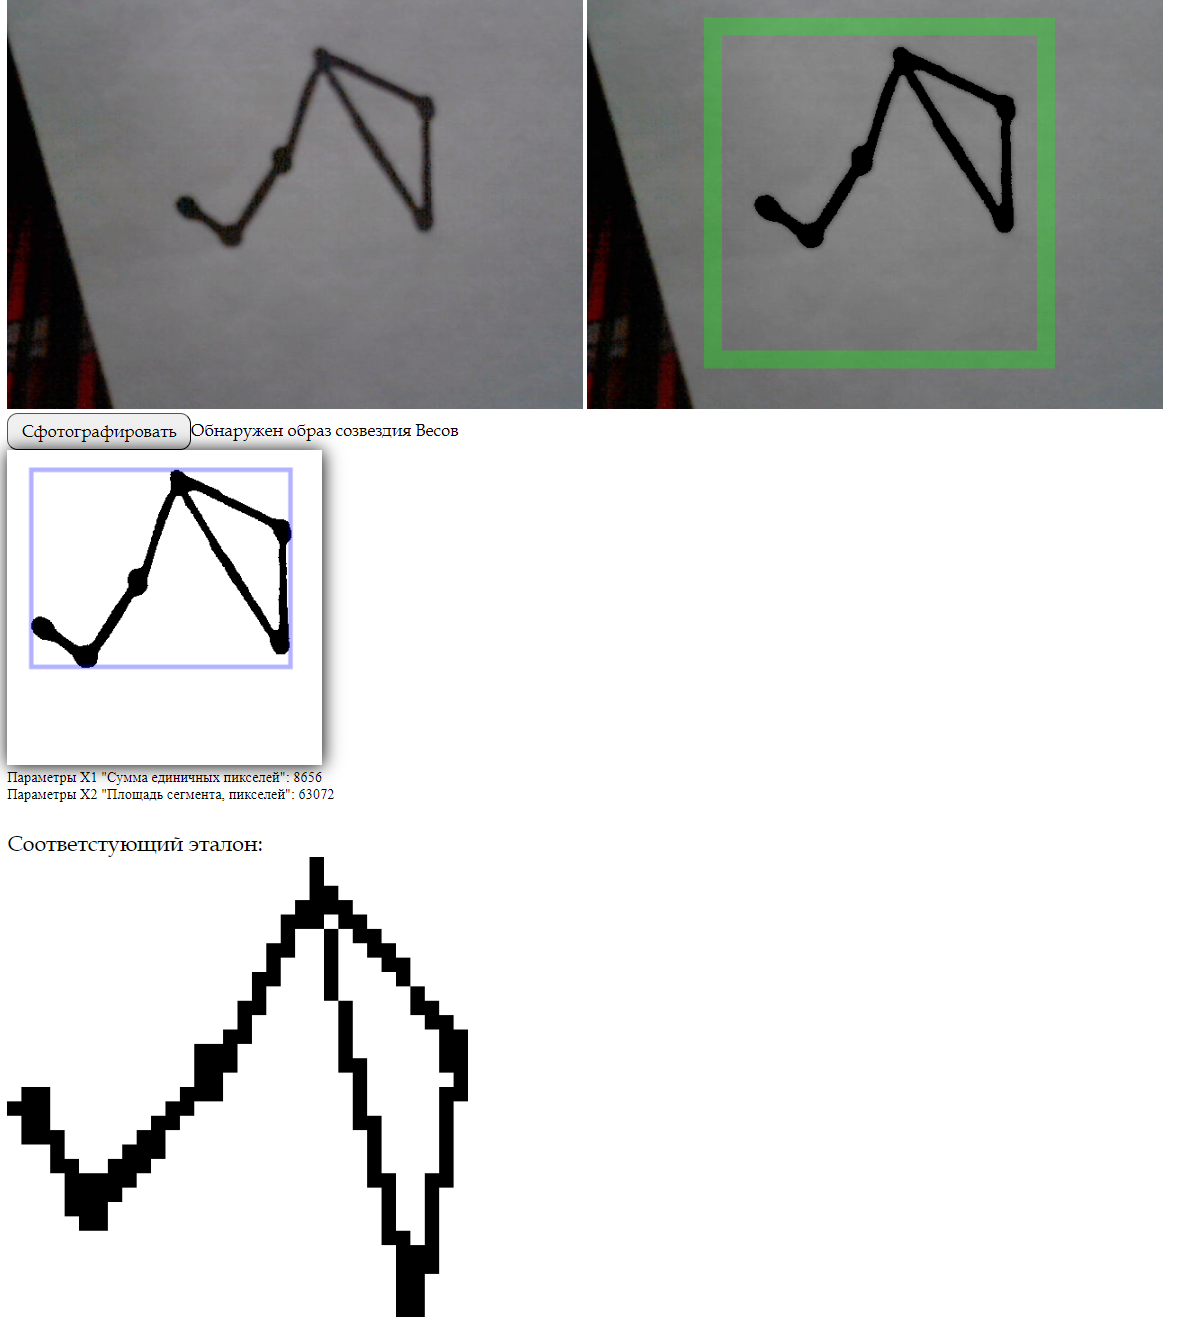 Сфотографировать Обнаружен образ созвездия Весов
Параметры X1 "Сумма единичных пикселей": 8656
Параметры X2 "Площадь сегмента, пикселей": 63072
Соответстующий эталон: